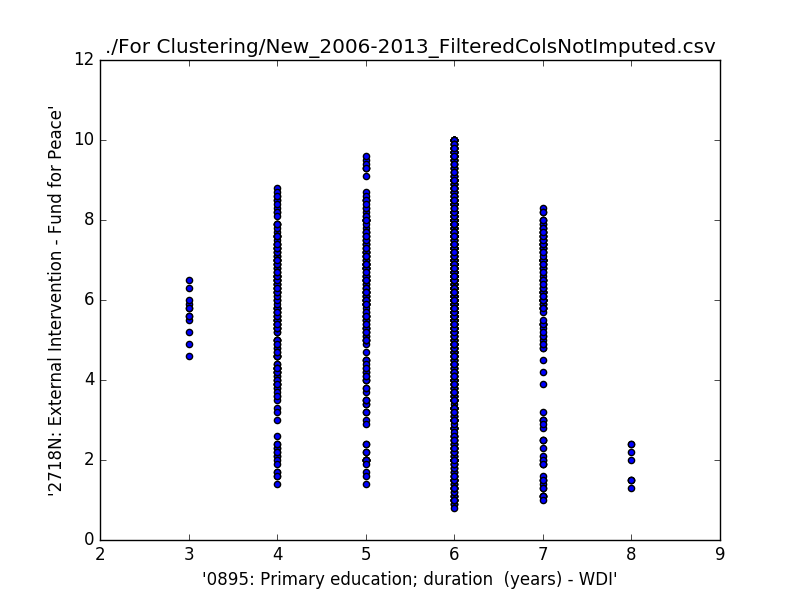 ./For Clustering/New_2006-2013_FilteredColsNotImputed.csv
12
10
8
6
4
2
0
'2718N: External Intervention - Fund for Peace'
2 3 4 5 6 7 8 9
'0895: Primary education; duration  (years) - WDI'